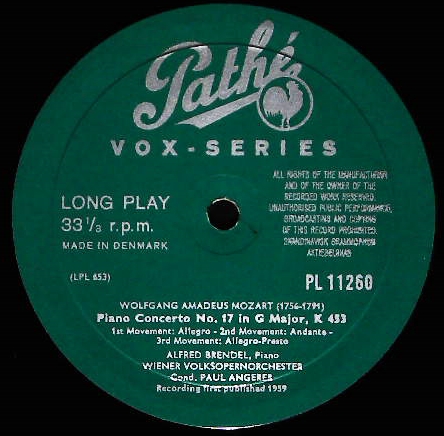 Pathé
VOX-SERIES
LONG PLAY
33 1/3 r.p.m.
MADE IN DENMARK
ALL RIGHTS OF THE MANUFACTURER
AND OF THE OWNER OF THE
RECORDED WORK RESERVED.
UNAUTHORISED PUBLIC PERFORMANCE,
BROADCASTING AND COPYING
OF THIS RECORD PROHIBITED.
SKANDINAVISK GRAMMOPHON
AKTIESELSKAB
(LPL 653)
PL 11260
WOLFGANG AMADEUS MOZART (1756-1791)
Piano Concerto No. 17 in G Major, K 453
1st Movement: Allegro - 2nd Movement: Andante -
3rd Movement: Allegro-Presto
ALFRED BRENDEL, Piano
WIENER VOLKSOPERNORCHESTER
Cond. PAUL ANGERER
Recording first published 1959